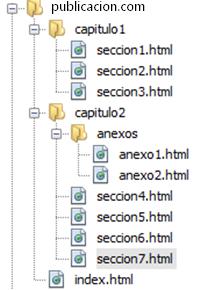 publicacion.com
capitulo1
seccion1.html
seccion2.html
seccion3.html
capitulo2
anexos
anexo1.html
anexo2.html
seccion4.html
seccion5.html
seccion6.html
seccion7.html
index.html